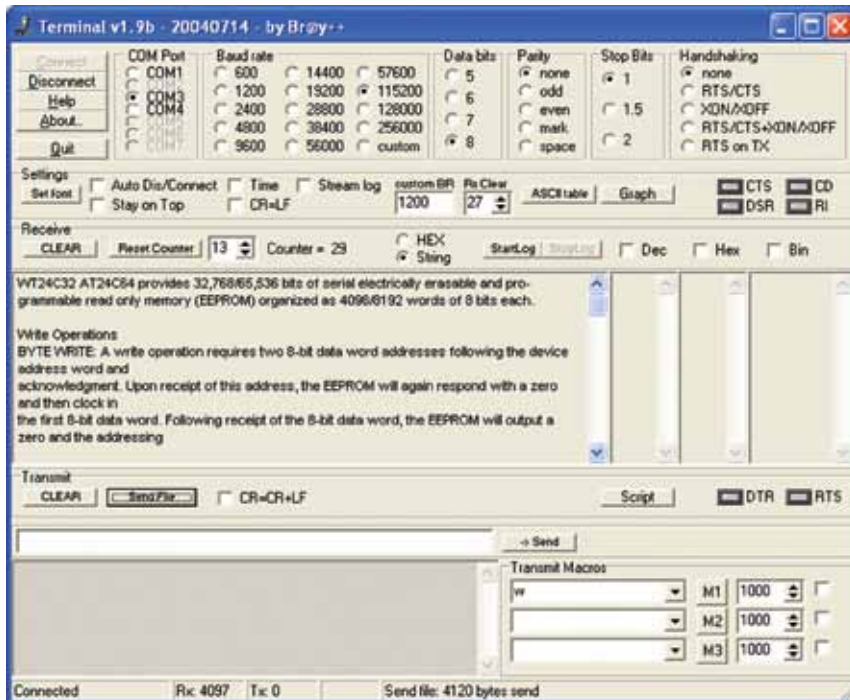 Terminal v1.9b - 20040714 - by Br@y++
Connect
Disconnect
Help
About..
Quit
COM Port
COM1
COM3
COM4
Baud rate
600 14400 57600
1200 19200 115200
2400 28800 128000
4800 38400 256000
9600 56000 custom
Data bits
5
6
7
8
Parity
none
odd
even
mark
space
Stop Bits
1
1.5
2
Handshaking
none
RTS/CTS
XON/XOFF
RTS/CTS+XON/XOFF
RTS on TX
Settings
Set font
Auto Dis/Connect Time Stream log
Stay on Top CR=LF
custom BR Rx Clear
1200 27
ASCII table Graph
CTS CD
DSR RI
Receive
CLEAR Reset Counter 13 Counter = 29
HEX
String
StartLog StopLog Dec Hex Bin
WT24C32 AT24C64 provides 32,768/65,536 bits of serial electrically erasable and pro-
grammable read only memory (EEPROM) organized as 4096/8192 words of 8 bits each.
Write Operations
BYTE WRITE: A write operation requires two 8-bit data word addresses following the device
address word and
acknowledgment. Upon receipt of this address, the EEPROM will again respond with a zero
and then clock in
the first 8-bit data word. Following receipt of the 8-bit data word, the EEPROM will output a
zero and the addressing
Transmit
CLEAR Send File CR=CR+LF Script DTR RTS
-> Send
Transmit Macros
w M1 1000
M2 1000
M3 1000
Connected Rx: 4097 Tx: 0 Send file: 4120 bytes send